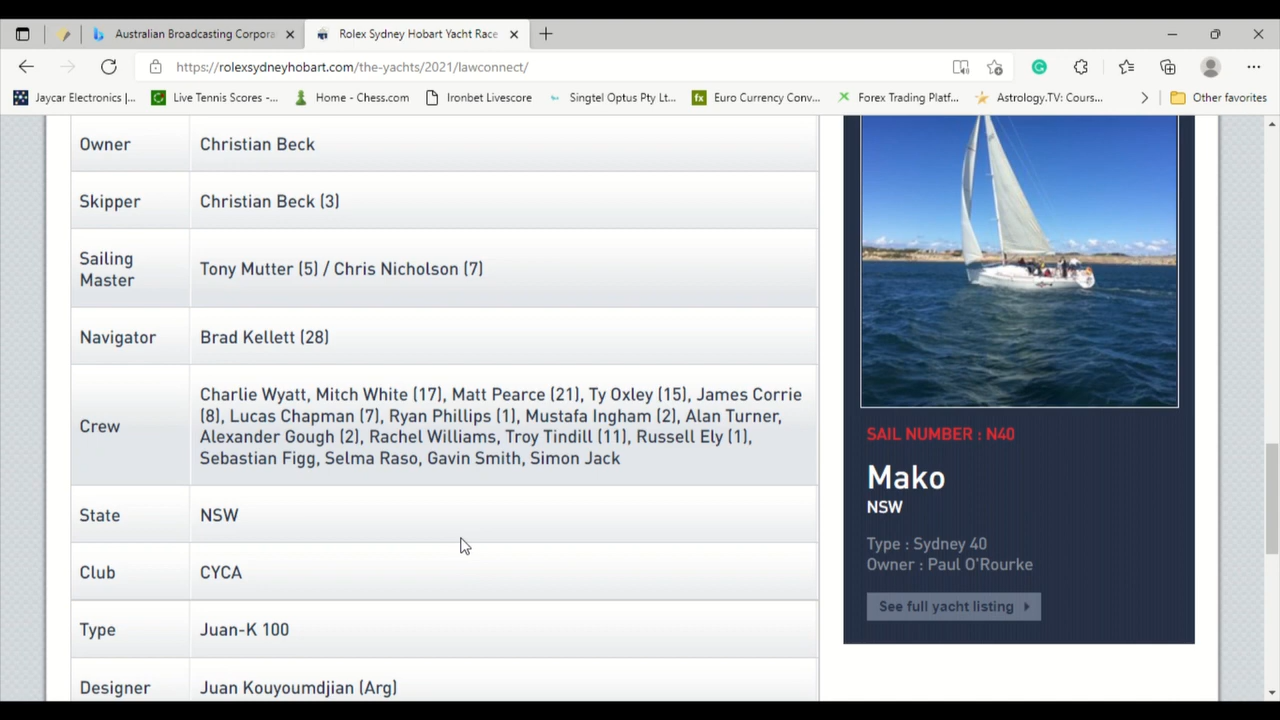 Australian Broadcasting Corpora
Rolex Sydney Hobart Yacht Race
https://rolexsydneyhobart.com/the-yachts/2021/lawconnect/
Jaycar Electronics |...
Live Tennis Scores -...
Home - Chess.com
Ironbet Livescore
Singtel Optus Pty Lt...
Euro Currency Conv...
Forex Trading Platf...
Astrology.TV: Cours...
Other favorites
Owner
Christian Beck
Skipper
Christian Beck (3)
Sailing
Master
Tony Mutter (5) / Chris Nicholson (7)
Navigator
Brad Kellett (28)
Crew
Charlie Wyatt, Mitch White (17), Matt Pearce (21), Ty Oxley (15), James Corrie
(8), Lucas Chapman (7), Ryan Phillips (1), Mustafa Ingham (2), Alan Turner,
Alexander Gough (2), Rachel Williams, Troy Tindill (11), Russell Ely (1),
Sebastian Figg, Selma Raso, Gavin Smith, Simon Jack
State
NSW
Club
CYCA
Type
Juan-K 100
Designer
Juan Kouyoumdjian (Arg)
SAIL NUMBER : N40
Mako
NSW
Type : Sydney 40
Owner : Paul O'Rourke
See full yacht listing